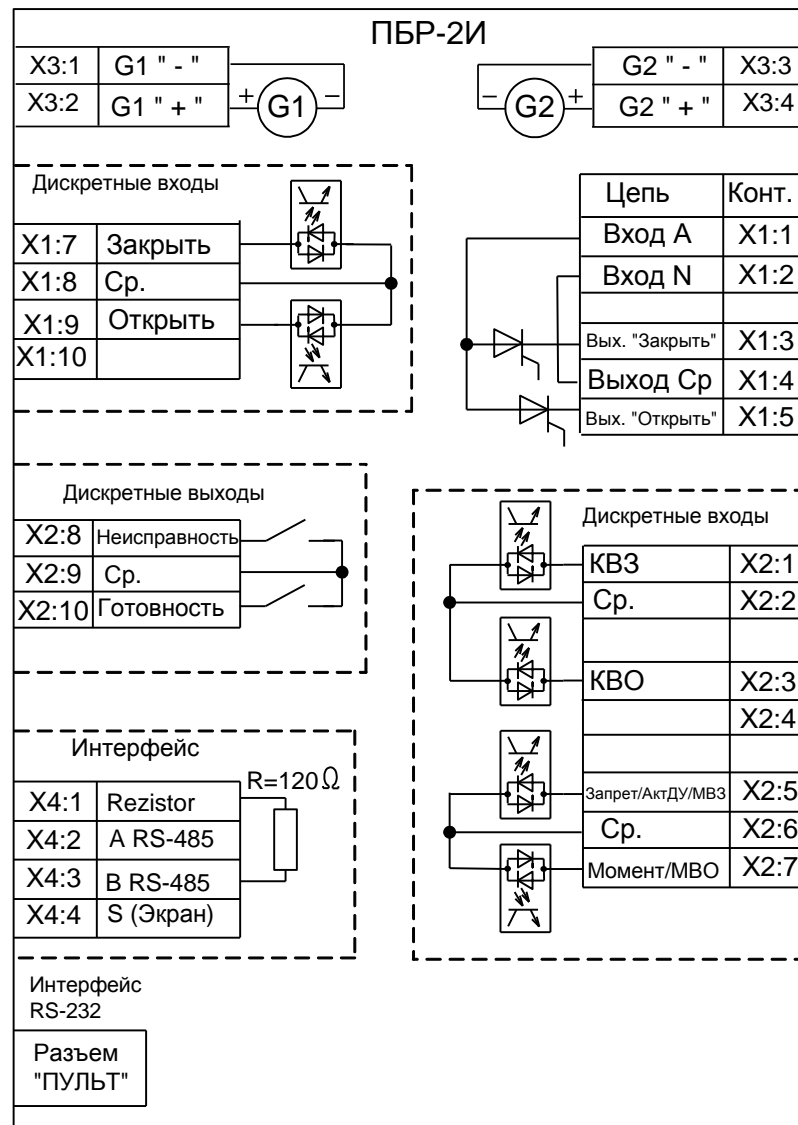 ПБР-2И
X3:1 G1 " - "
X3:2 G1 " + "
+ G1 −
− G2 +
G2 " - " X3:3
G2 " + " X3:4
Дискретные входы
X1:7 Закрыть
X1:8 Ср.
X1:9 Открыть
X1:10
Цепь Конт.
Вход А X1:1
Вход N X1:2
Вых. "Закрыть" X1:3
Выход Ср X1:4
Вых. "Открыть" X1:5
Дискретные выходы
X2:8 Неисправность
X2:9 Ср.
X2:10 Готовность
Дискретные входы
КВЗ X2:1
Ср. X2:2
КВО X2:3
X2:4
Запрет/АктДУ/МВЗ X2:5
Ср. X2:6
Момент/МВО X2:7
Интерфейс
R=120 Ω
X4:1 Rezistor
X4:2 A RS-485
X4:3 B RS-485
X4:4 S (Экран)
Интерфейс
RS-232
Разъем
"ПУЛЬТ"